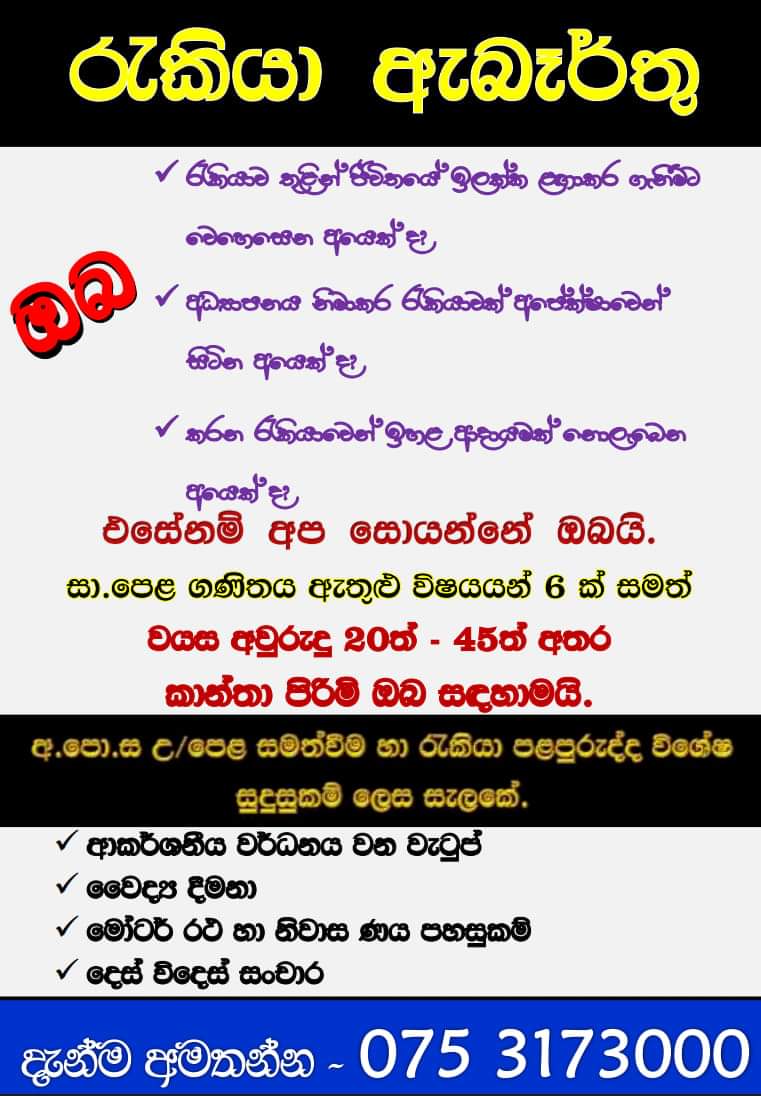 රැකියා ඇබෑර්තු
ඔබ
✓ රැකියාව තුළින් ජීවිතයේ ඉලක්ක ළඟාකර ගැනීමට
වෙහෙසෙන අයෙක් ද?
✓ අධ්‍යාපනය නිමාකර රැකියාවක් අපේක්ෂාවෙන්
සිටින අයෙක් ද?
✓ කරන රැකියාවෙන් ඉහළ ආදායමක් නොලැබෙන
අයෙක් ද?
එසේනම් අප සොයන්නේ ඔබයි.
සා.පෙළ ගණිතය ඇතුළු විෂයයන් 6 ක් සමත්
වයස අවුරුදු 20ත් - 45ත් අතර
කාන්තා පිරිමි ඔබ සඳහාමයි.
අ.පො.ස උ/පෙළ සමත්වීම හා රැකියා පළපුරුද්ද විශේෂ
සුදුසුකම් ලෙස සැලකේ.
✓ ආකර්ශනීය වර්ධනය වන වැටුප්
✓ වෛද්‍ය දීමනා
✓ මෝටර් රථ හා නිවාස ණය පහසුකම්
✓ දෙස් විදෙස් සංචාර
දැන්ම අමතන්න - 075 3173000